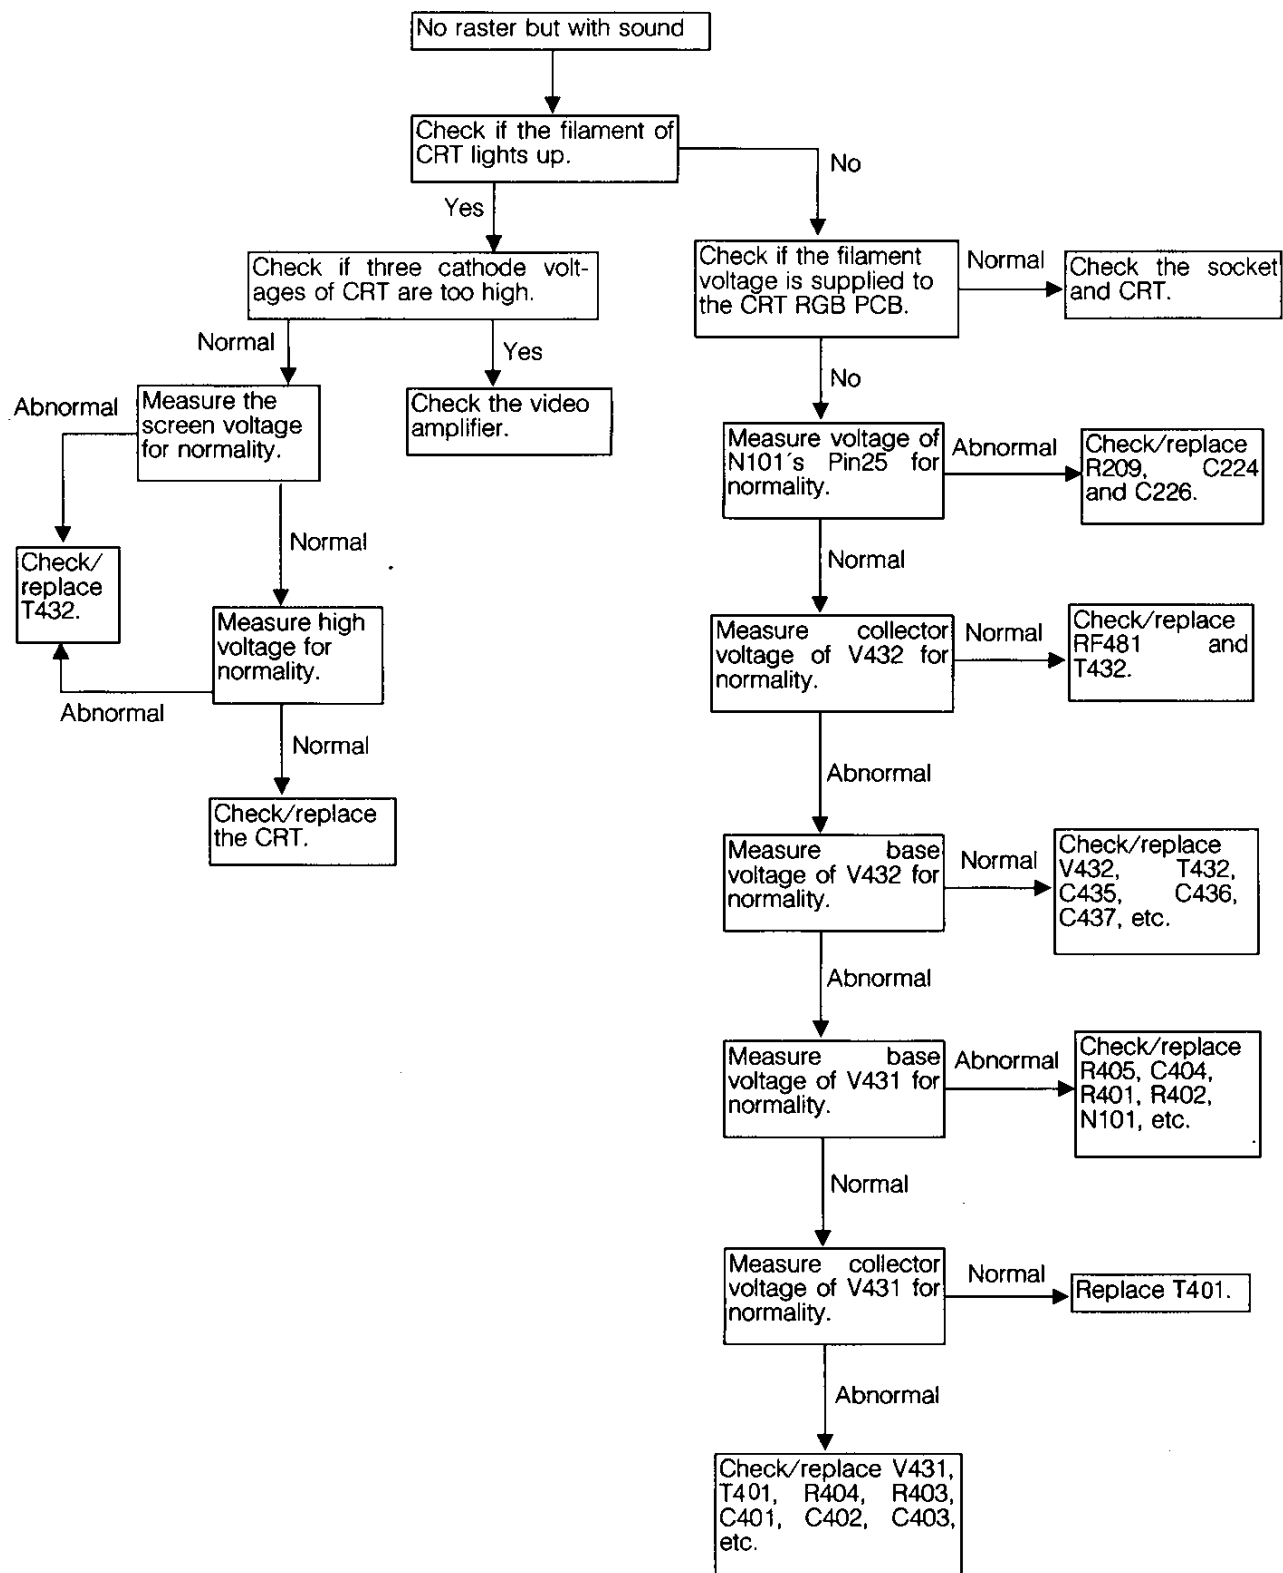 No raster but with sound
Check if the filament of
CRT lights up.
No
Yes
Check if three cathode volt-
ages of CRT are too high.
Check if the filament
voltage is supplied to
the CRT RGB PCB.
Normal
Check the socket
and CRT.
Normal
Yes
No
Abnormal
Measure the
screen voltage
for normality.
Check the video
amplifier.
Measure voltage of
N101´s Pin25 for
normality.
Abnormal
Check/replace
R209, C224
and C226.
Normal
Normal
Check/
replace
T432.
Measure high
voltage for
normality.
Abnormal
Measure collector
voltage of V432 for
normality.
Normal
Check/replace
RF481 and
T432.
Normal
Abnormal
Check/replace
the CRT.
Measure base
voltage of V432 for
normality.
Normal
Check/replace
V432, T432,
C435, C436,
C437, etc.
Abnormal
Measure base
voltage of V431 for
normality.
Abnormal
Check/replace
R405, C404,
R401, R402,
N101, etc.
Normal
Measure collector
voltage of V431 for
normality.
Normal
Replace T401.
Abnormal
Check/replace V431,
T401, R404, R403,
C401, C402, C403,
etc.